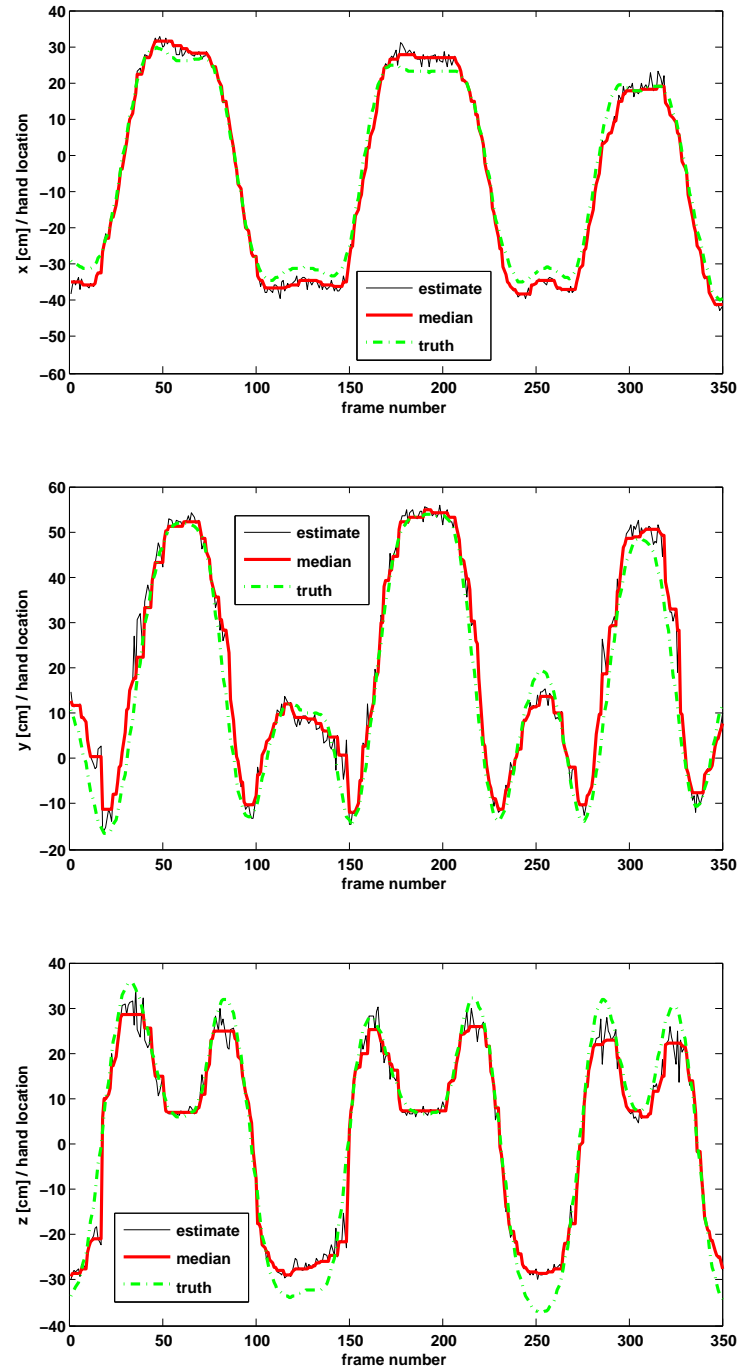 40
30
20
10
0
−10
−20
−30
−40
−50
−60
x [cm] / hand location
estimate
median
truth
0 50 100 150 200 250 300 350
frame number
60
50
40
30
20
10
0
−10
−20
y [cm] / hand location
estimate
median
truth
0 50 100 150 200 250 300 350
frame number
40
30
20
10
0
−10
−20
−30
−40
z [cm] / hand location
estimate
median
truth
0 50 100 150 200 250 300 350
frame number